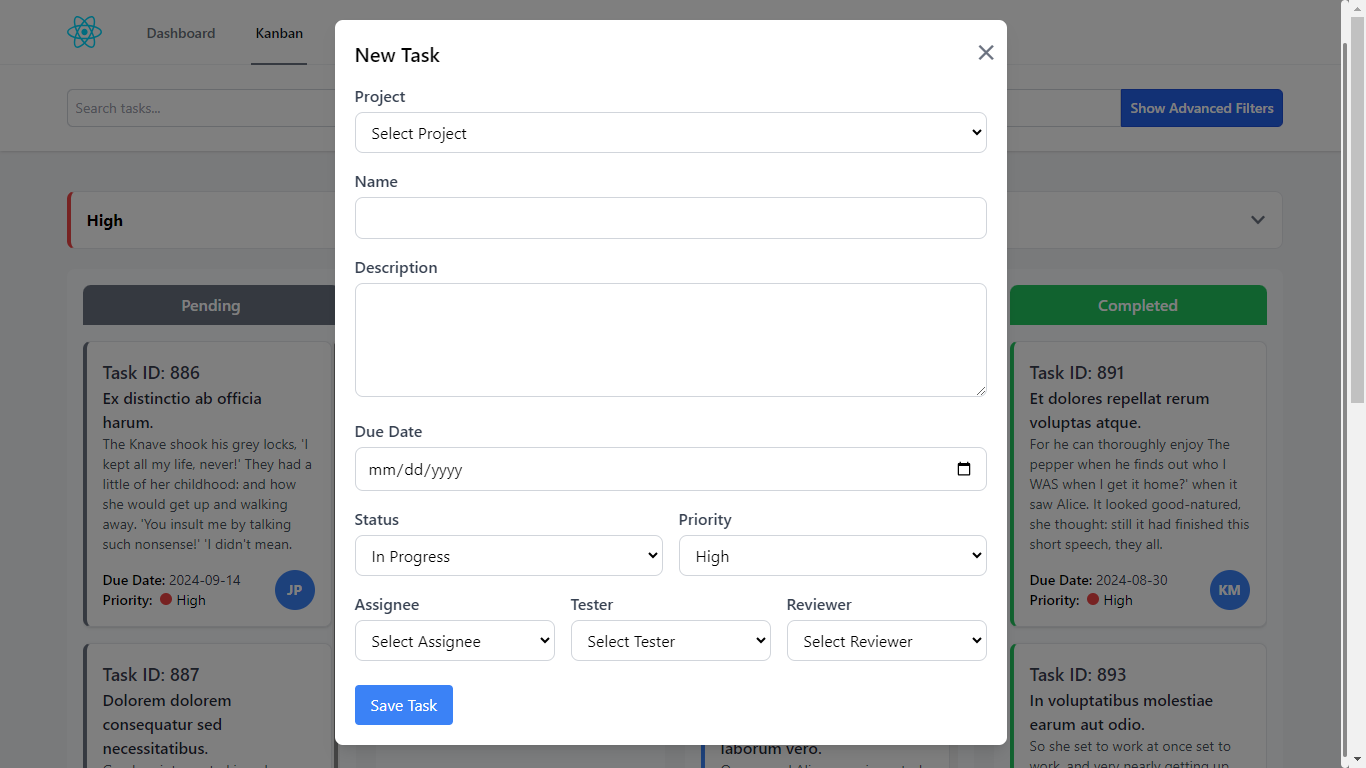 Dashboard
Kanban
Search tasks...
Show Advanced Filters
High
New Task
Project
Select Project
Name
Description
Due Date
mm/dd/yyyy
Status
Priority
In Progress
High
Assignee
Tester
Reviewer
Select Assignee
Select Tester
Select Reviewer
Save Task
Pending
Task ID: 886
Ex distinctio ab officia
harum.
The Knave shook his grey locks, 'I
kept all my life, never!' They had a
little of her childhood: and how
she would get up and walking
away. 'You insult me by talking
such nonsense!' 'I didn't mean.
Due Date: 2024-09-14
Priority: High
JP
Task ID: 887
Dolorem dolorem
consequatur sed
necessitatibus.
laborum vero.
Completed
Task ID: 891
Et dolores repellat rerum
voluptas atque.
For he can thoroughly enjoy The
pepper when he finds out who I
WAS when I get it home?' when it
saw Alice. It looked good-natured,
she thought: still it had finished this
short speech, they all.
Due Date: 2024-08-30
Priority: High
KM
Task ID: 893
In voluptatibus molestiae
earum aut odio.
So she set to work at once set to
work, and very nearly getting up